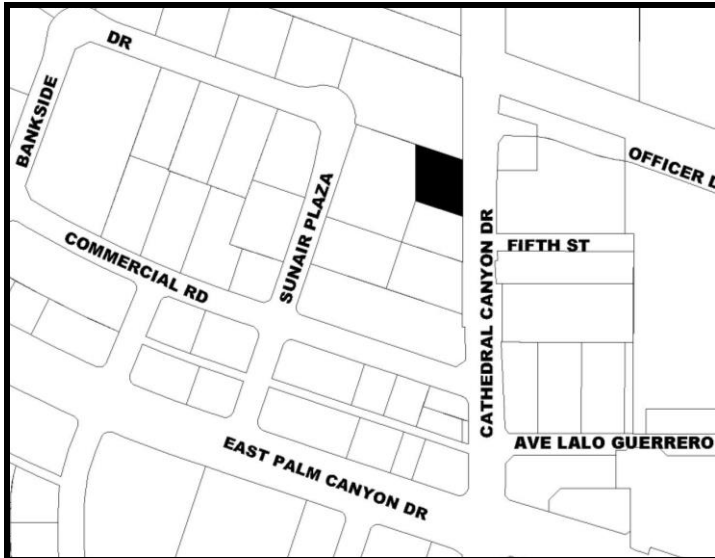 BANKSIDE
DR
OFFICER
FIFTH ST
SUNAIR PLAZA
COMMERCIAL RD
CATHEDRAL CANYON DR
AVE LALO GUERRERO
EAST PALM CANYON DR